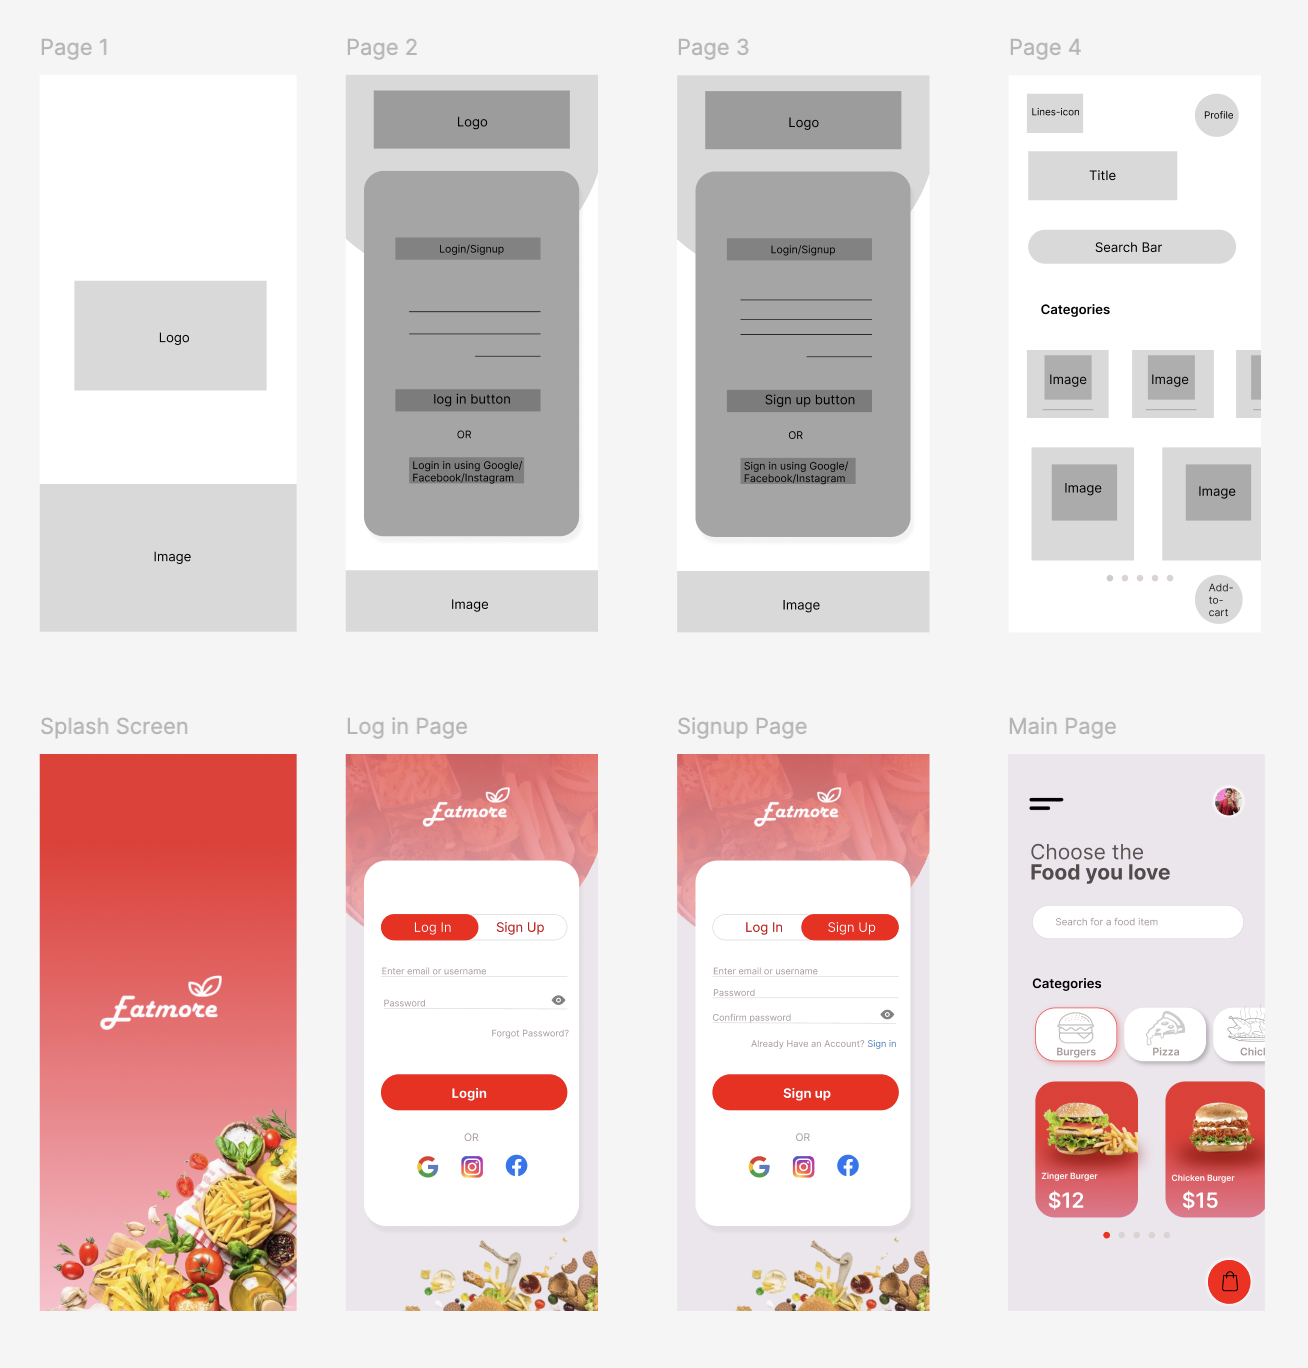 Page 1
Page 2
Page 3
Page 4
Logo
Image
Logo
Login/Signup
log in button
OR
Login in using Google/
Facebook/Instagram
Image
Logo
Login/Signup
Sign up button
OR
Sign in using Google/
Facebook/Instagram
Image
Lines-icon
Profile
Title
Search Bar
Categories
Image
Image
Image
Image
Add-
to-
cart
Splash Screen
Log in Page
Signup Page
Main Page
Eatmore
Eatmore
Log In
Sign Up
Enter email or username
Password
Forgot Password?
Login
OR
Eatmore
Log In
Sign Up
Enter email or username
Password
Confirm password
Already Have an Account? Sign in
Sign up
OR
Choose the
Food you love
Search for a food item
Categories
Burgers
Pizza
Chic
Zinger Burger
$12
Chicken Burger
$15